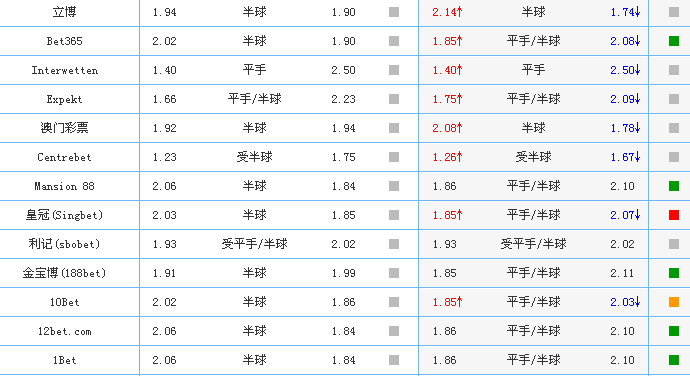 立博 1.94 半球 1.90 2.14↑ 半球 1.74↓
Bet365 2.02 半球 1.90 1.85↑ 平手/半球 2.08↓
Interwetten 1.40 平手 2.50 1.40↑ 平手 2.50↓
Expekt 1.66 平手/半球 2.23 1.75↑ 平手/半球 2.09↓
澳门彩票 1.92 半球 1.94 2.08↑ 半球 1.78↓
Centrebet 1.23 受半球 1.75 1.26↑ 受半球 1.67↓
Mansion 88 2.06 半球 1.84 1.86 平手/半球 2.10
皇冠(Singbet) 2.03 半球 1.85 1.85↑ 平手/半球 2.07↓
利记(sbobet) 1.93 受平手/半球 2.02 1.93 受平手/半球 2.02
金宝博(188bet) 1.91 半球 1.99 1.85 平手/半球 2.11
10Bet 2.02 半球 1.86 1.85↑ 平手/半球 2.03↓
12bet.com 2.06 半球 1.84 1.86 平手/半球 2.10
1Bet 2.06 半球 1.84 1.86 平手/半球 2.10